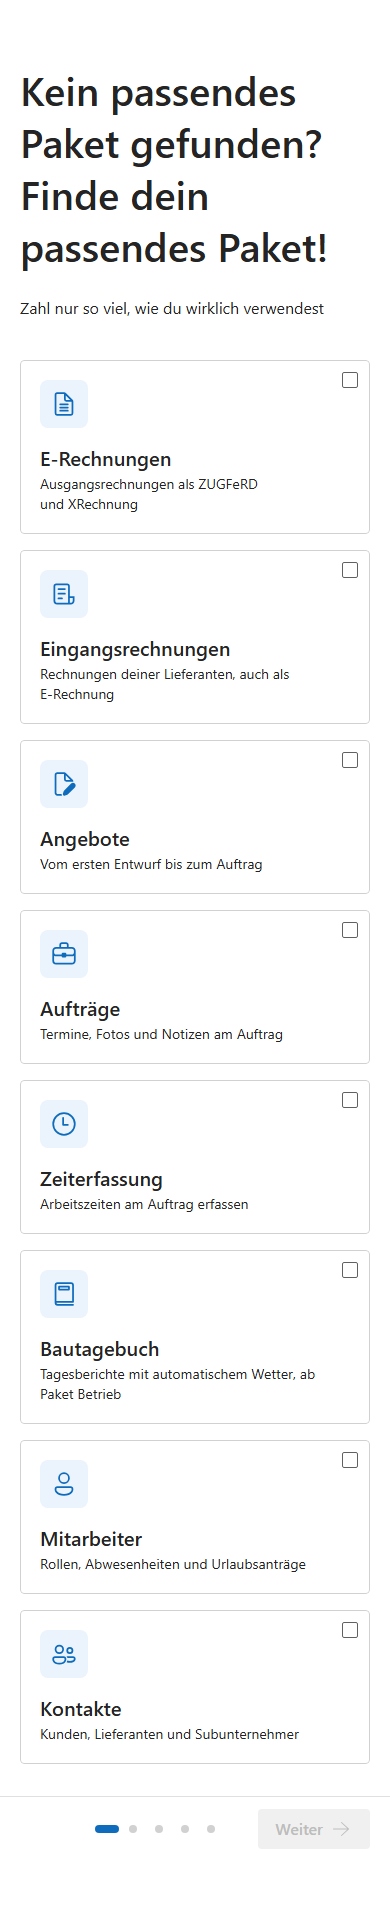 Kein passendes
Paket gefunden?
Finde dein
passendes Paket!
Zahl nur so viel, wie du wirklich verwendest
E-Rechnungen
Ausgangsrechnungen als ZUGFeRD
und XRechnung
Eingangsrechnungen
Rechnungen deiner Lieferanten, auch als
E-Rechnung
Angebote
Vom ersten Entwurf bis zum Auftrag
Aufträge
Termine, Fotos und Notizen am Auftrag
Zeiterfassung
Arbeitszeiten am Auftrag erfassen
Bautagebuch
Tagesberichte mit automatischem Wetter, ab
Paket Betrieb
Mitarbeiter
Rollen, Abwesenheiten und Urlaubsanträge
Kontakte
Kunden, Lieferanten und Subunternehmer
Weiter